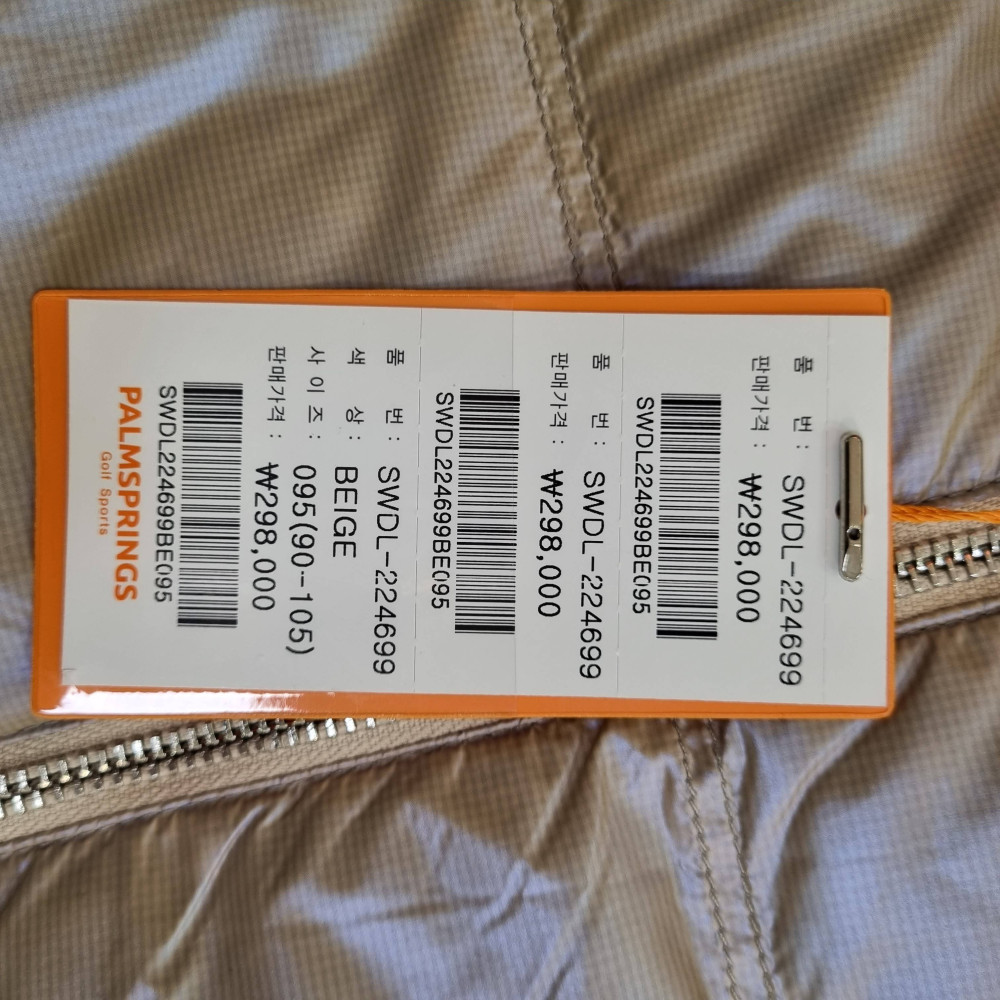 품 번 : SWDL-224699
판매가격 : ₩298,000
SWDL224699BE095
품 번 : SWDL-224699
판매가격 : ₩298,000
SWDL224699BE095
품 번 : SWDL-224699
색 상 : BEIGE
사 이 즈 : 095(90--105)
판매가격 : ₩298,000
SWDL224699BE095
PALMSPRINGS
Golf Sports